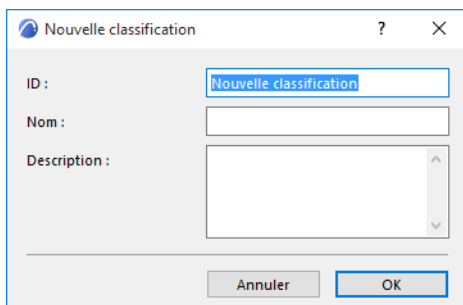 Nouvelle classification
?
ID :
Nouvelle classification
Nom :
Description :
Annuler
OK